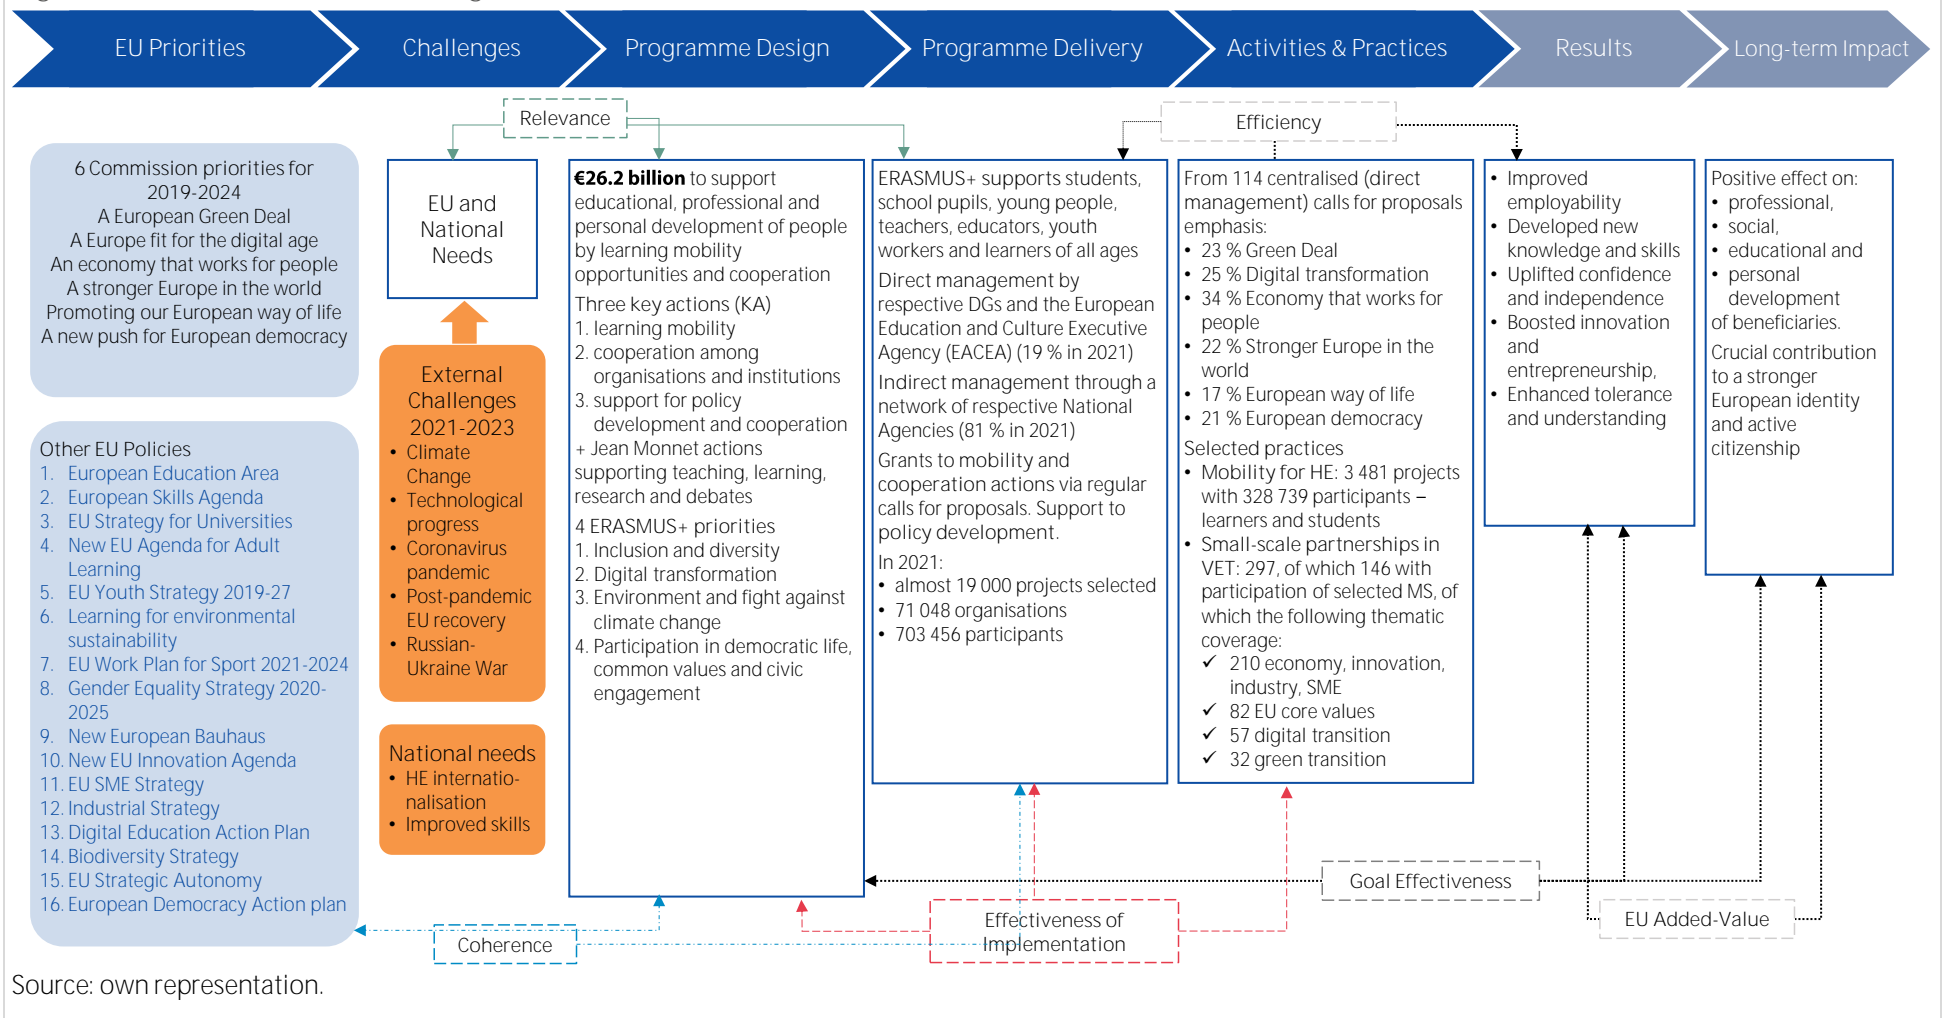 EU Priorities
Challenges
Programme Design
Programme Delivery
Activities & Practices
Results
Long-term Impact
Relevance
Efficiency
6 Commission priorities for
2019-2024
A European Green Deal
A Europe fit for the digital age
An economy that works for people
A stronger Europe in the world
Promoting our European way of life
A new push for European democracy
Other EU Policies
1. European Education Area
2. European Skills Agenda
3. EU Strategy for Universities
4. New EU Agenda for Adult
Learning
5. EU Youth Strategy 2019-27
6. Learning for environmental
sustainability
7. EU Work Plan for Sport 2021-2024
8. Gender Equality Strategy 2020-
2025
9. New European Bauhaus
10. New EU Innovation Agenda
11. EU SME Strategy
12. Industrial Strategy
13. Digital Education Action Plan
14. Biodiversity Strategy
15. EU Strategic Autonomy
16. European Democracy Action plan
EU and
National
Needs
External
Challenges
2021-2023
• Climate
Change
• Technological
progress
• Coronavirus
pandemic
• Post-pandemic
EU recovery
• Russian-
Ukraine War
National needs
• HE internatio-
nalisation
• Improved skills
€26.2 billion to support
educational, professional and
personal development of people
by learning mobility
opportunities and cooperation
Three key actions (KA)
1. learning mobility
2. cooperation among
organisations and institutions
3. support for policy
development and cooperation
+ Jean Monnet actions
supporting teaching, learning,
research and debates
4 ERASMUS+ priorities
1. Inclusion and diversity
2. Digital transformation
3. Environment and fight against
climate change
4. Participation in democratic life,
common values and civic
engagement
ERASMUS+ supports students,
school pupils, young people,
teachers, educators, youth
workers and learners of all ages
Direct management by
respective DGs and the European
Education and Culture Executive
Agency (EACEA) (19 % in 2021)
Indirect management through a
network of respective National
Agencies (81 % in 2021)
Grants to mobility and
cooperation actions via regular
calls for proposals. Support to
policy development.
In 2021:
• almost 19 000 projects selected
• 71 048 organisations
• 703 456 participants
From 114 centralised (direct
management) calls for proposals
emphasis:
• 23 % Green Deal
• 25 % Digital transformation
• 34 % Economy that works for
people
• 22 % Stronger Europe in the
world
• 17 % European way of life
• 21 % European democracy
Selected practices
• Mobility for HE: 3 481 projects
with 328 739 participants –
learners and students
• Small-scale partnerships in
VET: 297, of which 146 with
participation of selected MS, of
which the following thematic
coverage:
✓ 210 economy, innovation,
industry, SME
✓ 82 EU core values
✓ 57 digital transition
✓ 32 green transition
• Improved
employability
• Developed new
knowledge and skills
• Uplifted confidence
and independence
• Boosted innovation
and
entrepreneurship,
• Enhanced tolerance
and understanding
Positive effect on:
• professional,
• social,
• educational and
• personal
development
of beneficiaries.
Crucial contribution
to a stronger
European identity
and active
citizenship
Goal Effectiveness
EU Added-Value
Effectiveness of
Implementation
Coherence
Source: own representation.